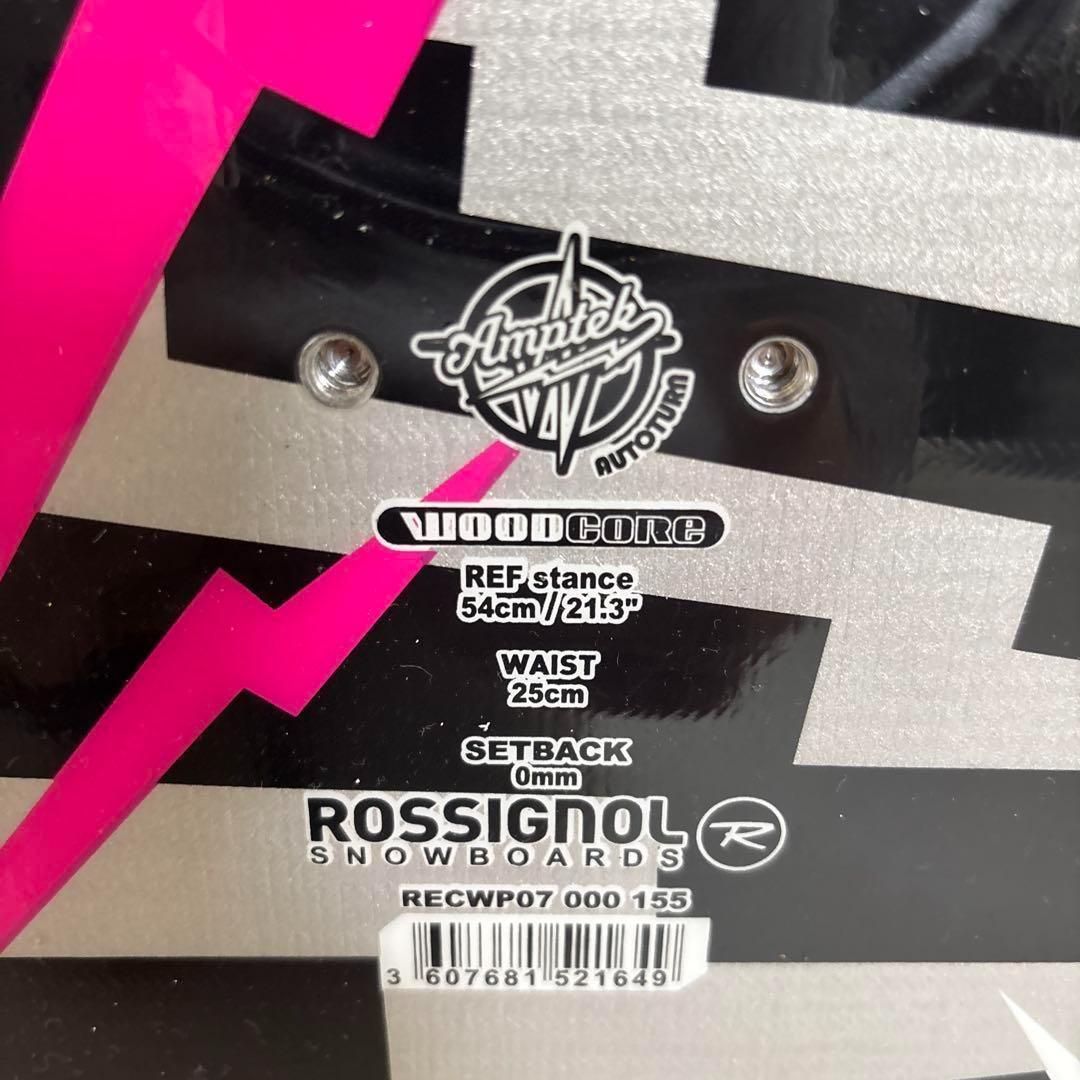 Amptek
AUTOTURN
WOODCORE
REF stance
54cm / 21.3"
WAIST
25cm
SETBACK
0mm
ROSSIGNOL
SNOWBOARDS
R
RECWP07 000 155
3 607681 521649